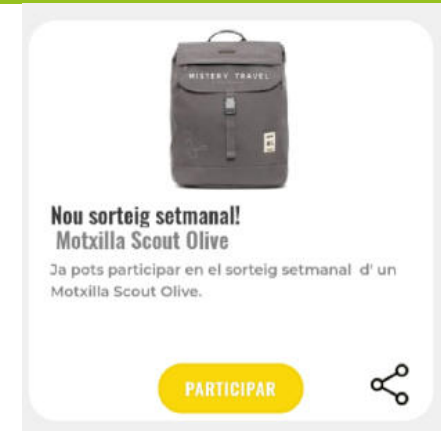 MISTERY TRAVEL
Nou sorteig setmanal!
Motxilla Scout Olive
Ja pots participar en el sorteig setmanal d' un
Motxilla Scout Olive.
PARTICIPAR